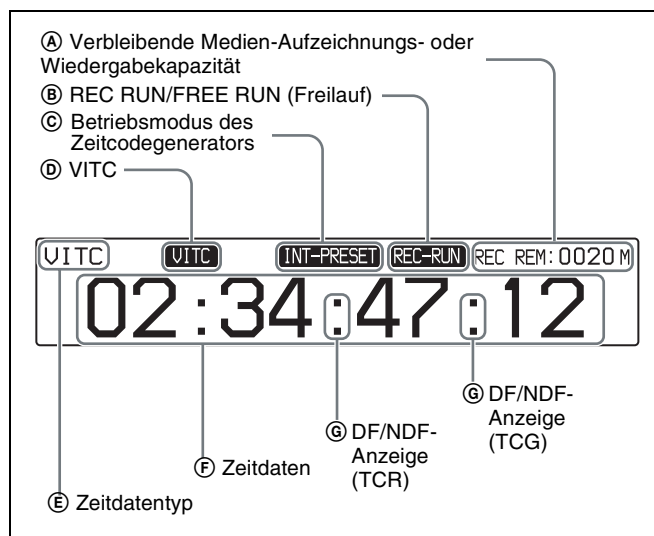 Ⓐ Verbleibende Medien-Aufzeichnungs- oder
Wiedergabekapazität
Ⓑ REC RUN/FREE RUN (Freilauf)
Ⓒ Betriebsmodus des
Zeitcodegenerators
Ⓓ VITC
VITC VITC INT-PRESET REC-RUN REC REM:0020 M
02:34:47:12
Ⓖ DF/NDF-
Anzeige
(TCG)
Ⓖ DF/NDF-
Anzeige
(TCR)
Ⓕ Zeitdaten
Ⓔ Zeitdatentyp